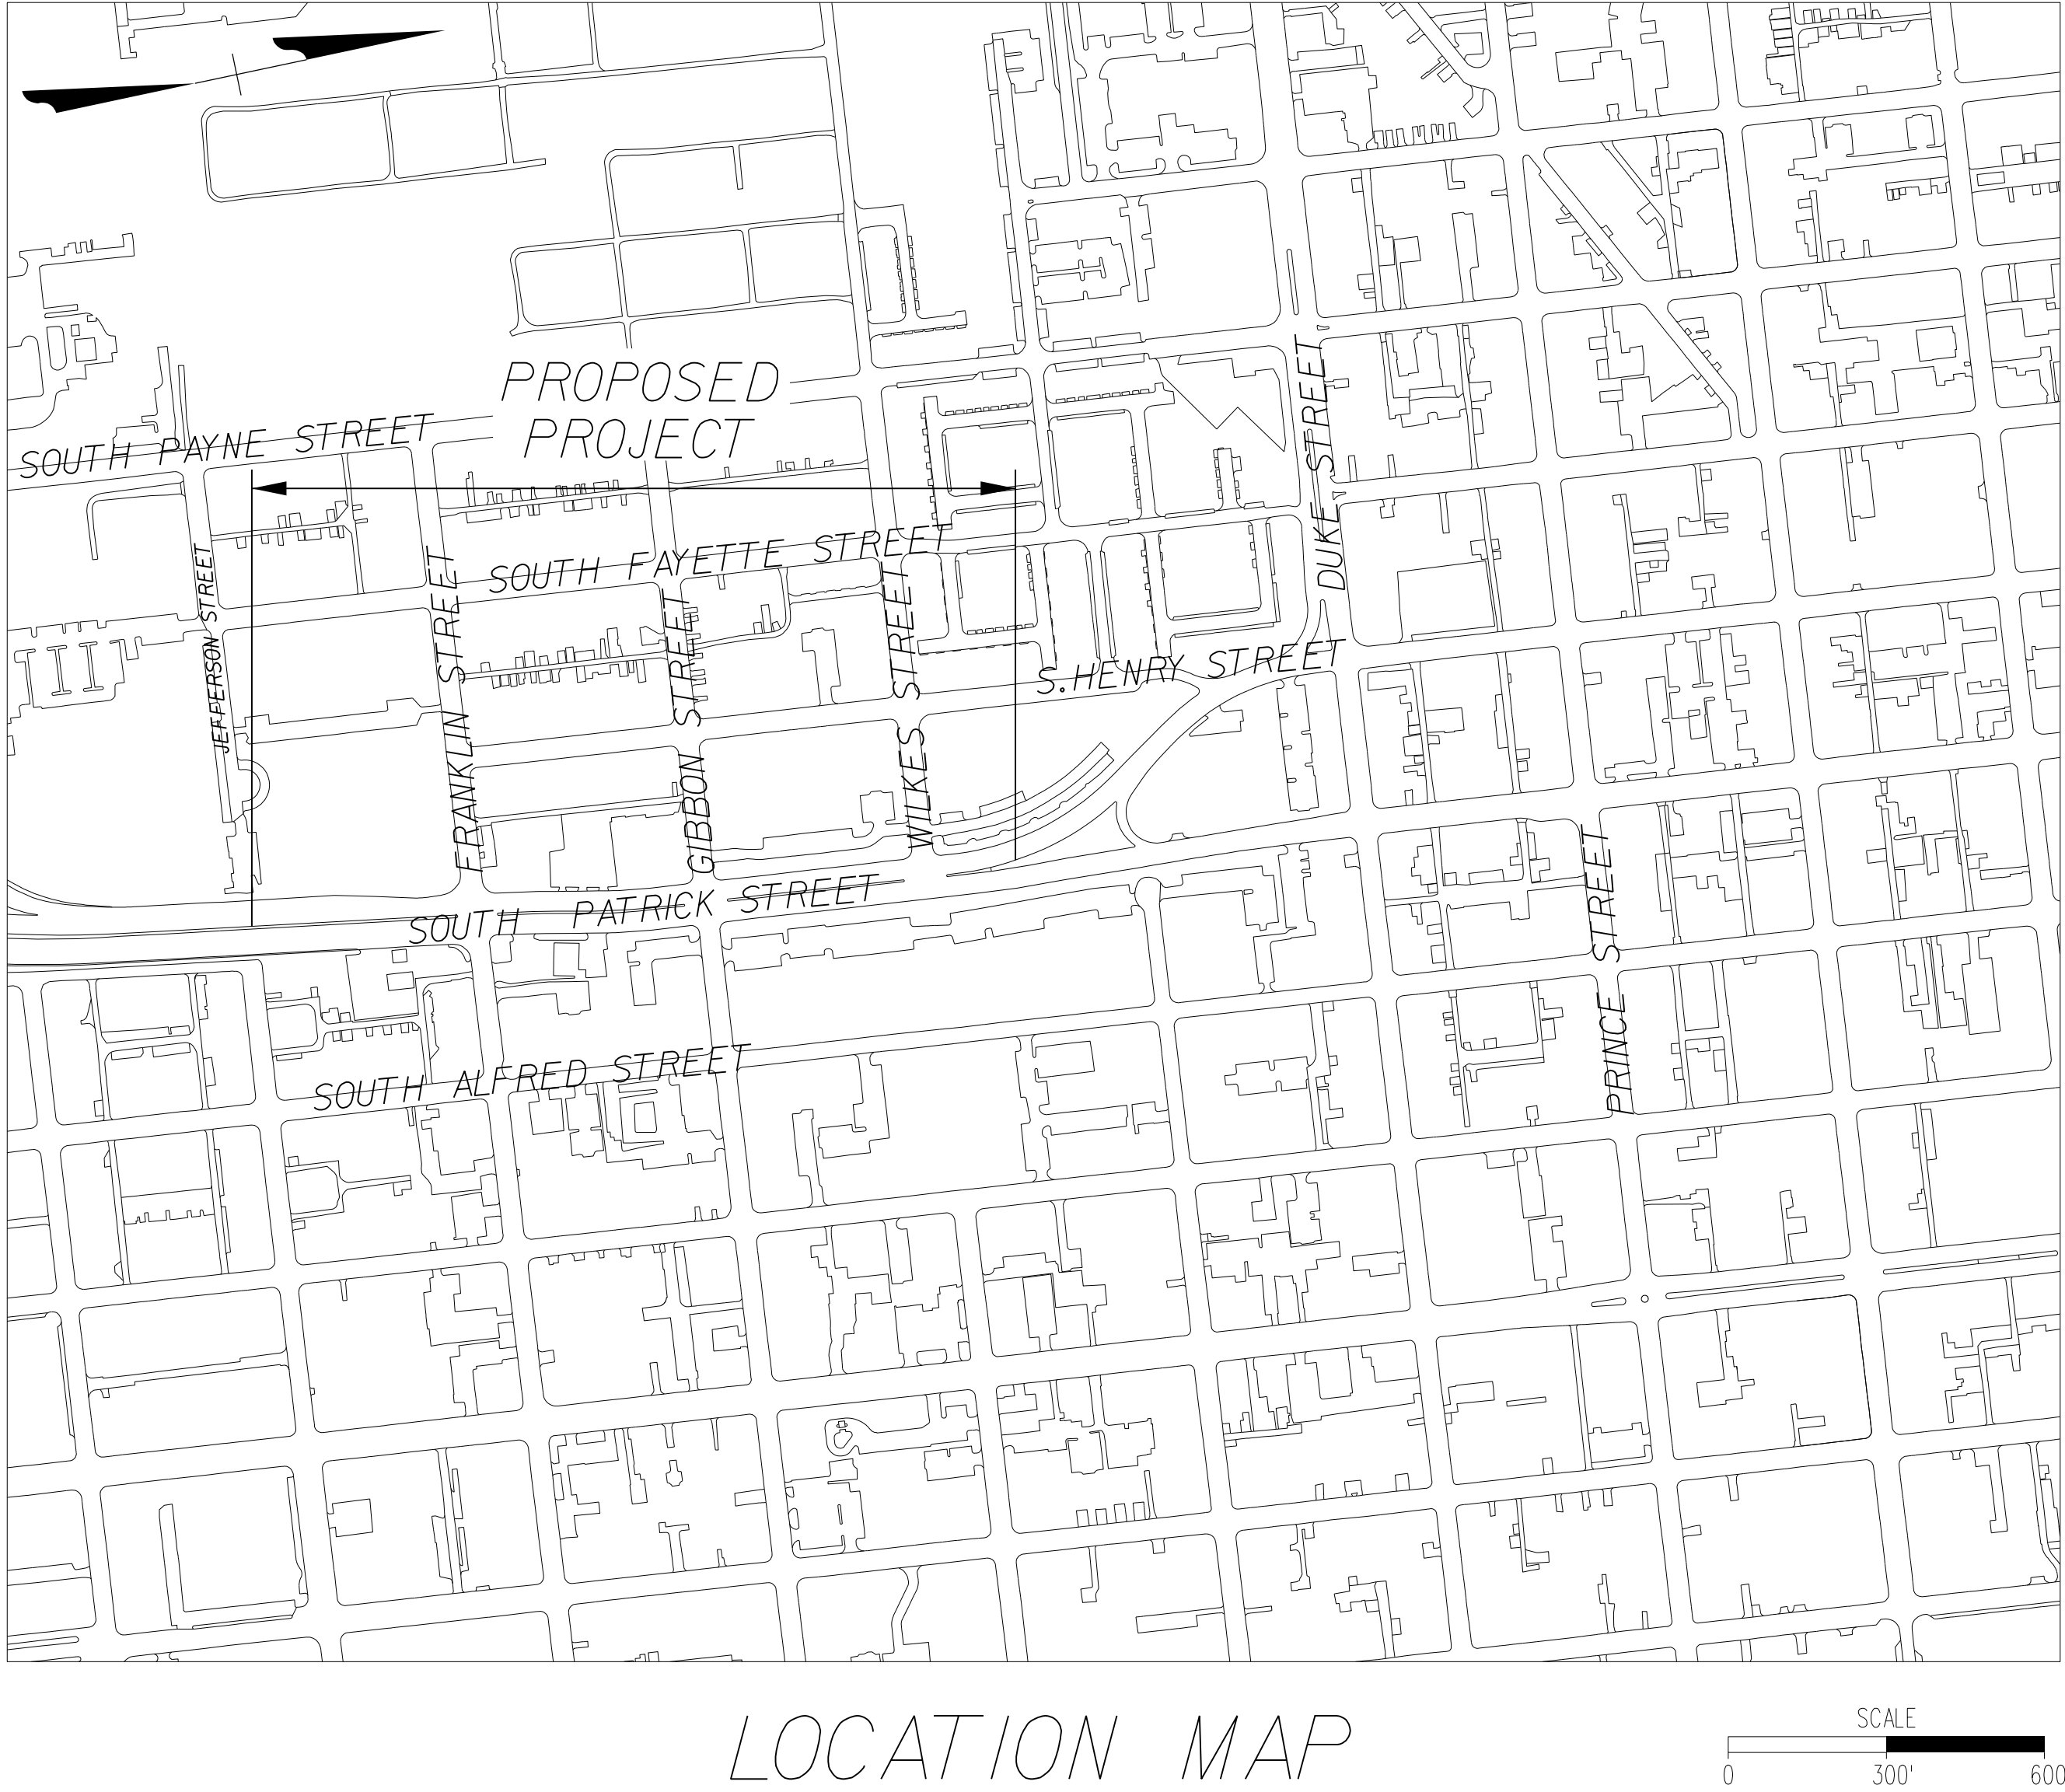 PROPOSED
PROJECT
SOUTH PAYNE STREET
JEFFERSON STREET
FRANKLIN STREET
SOUTH FAYETTE STREET
GIBBON STREET
WILKES STREET
DUKE STREET
S. HENRY STREET
SOUTH PATRICK STREET
PRINCE STREET
SOUTH ALFRED STREET
LOCATION MAP
SCALE
0 300' 600